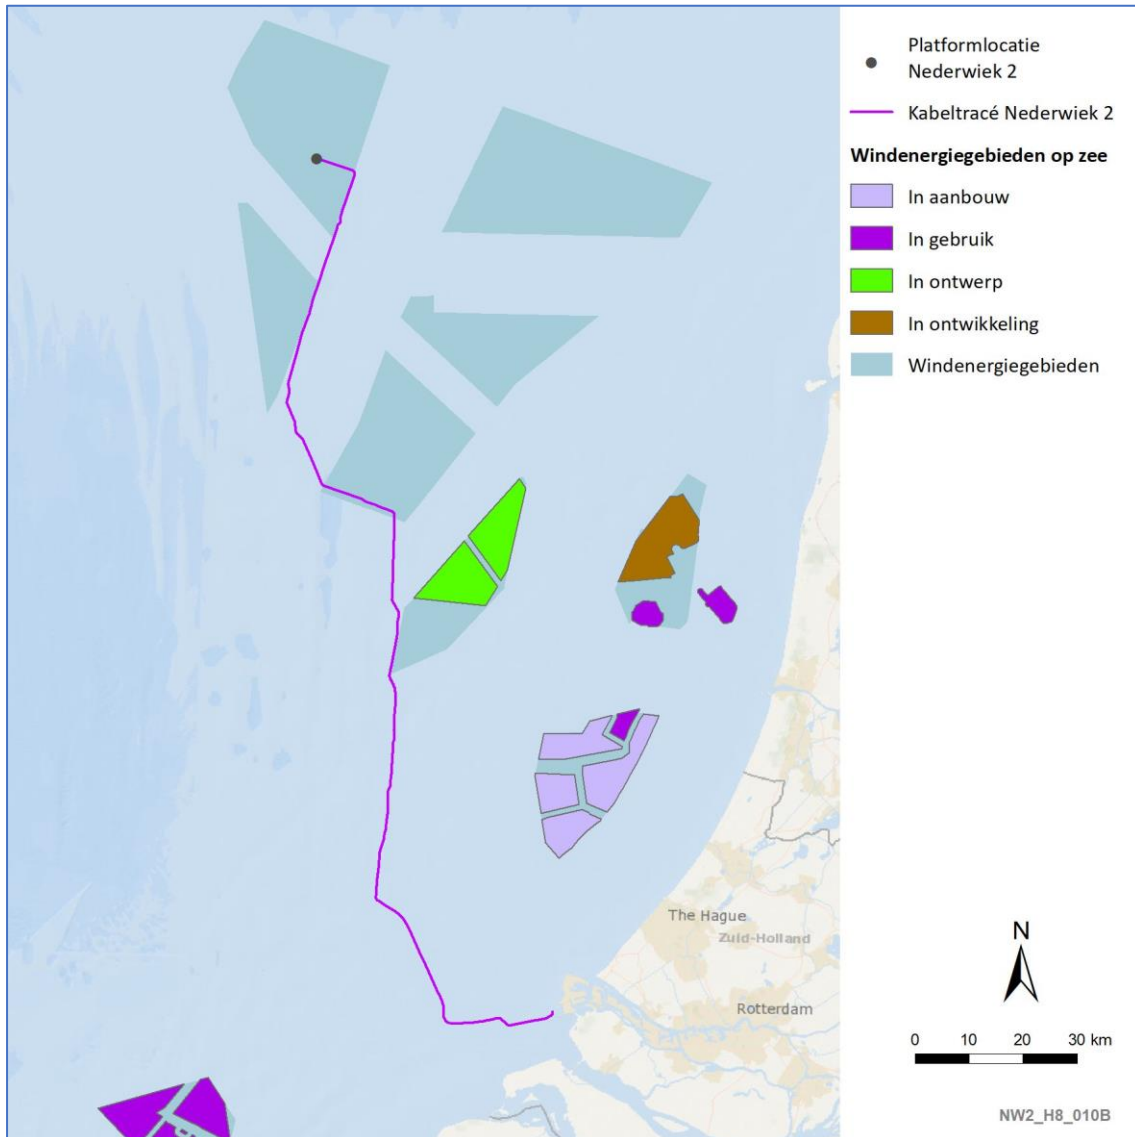 Platformlocatie
Nederwiek 2
Kabeltracé Nederwiek 2
Windenergiegebieden op zee
In aanbouw
In gebruik
In ontwerp
In ontwikkeling
Windenergiegebieden
The Hague
Zuid-Holland
Rotterdam
N
0 10 20 30 km
NW2_H8_010B